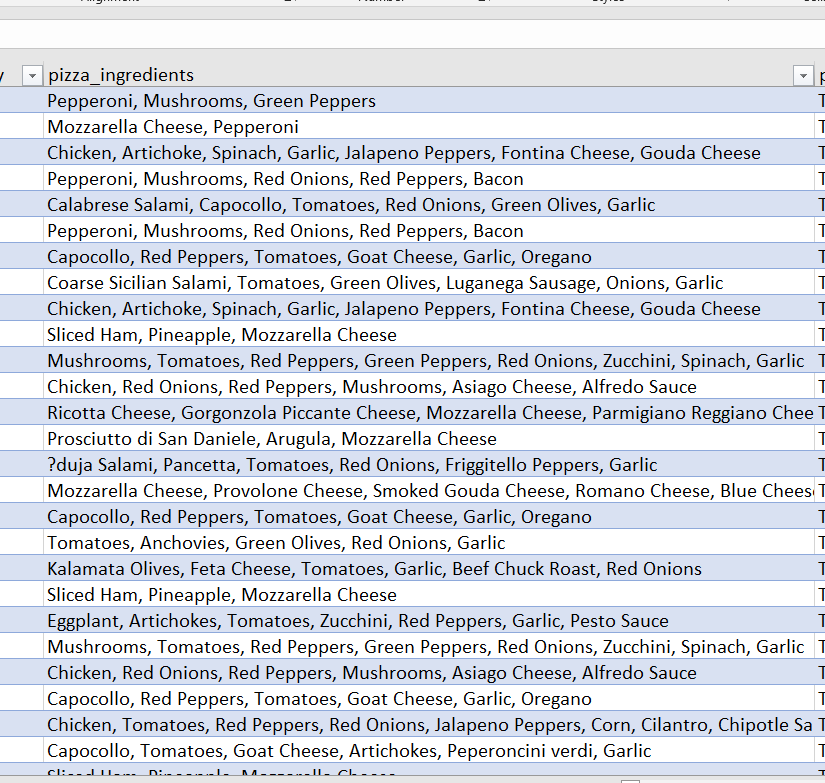 pizza_ingredients
Pepperoni, Mushrooms, Green Peppers
Mozzarella Cheese, Pepperoni
Chicken, Artichoke, Spinach, Garlic, Jalapeno Peppers, Fontina Cheese, Gouda Cheese
Pepperoni, Mushrooms, Red Onions, Red Peppers, Bacon
Calabrese Salami, Capocollo, Tomatoes, Red Onions, Green Olives, Garlic
Pepperoni, Mushrooms, Red Onions, Red Peppers, Bacon
Capocollo, Red Peppers, Tomatoes, Goat Cheese, Garlic, Oregano
Coarse Sicilian Salami, Tomatoes, Green Olives, Luganega Sausage, Onions, Garlic
Chicken, Artichoke, Spinach, Garlic, Jalapeno Peppers, Fontina Cheese, Gouda Cheese
Sliced Ham, Pineapple, Mozzarella Cheese
Mushrooms, Tomatoes, Red Peppers, Green Peppers, Red Onions, Zucchini, Spinach, Garlic
Chicken, Red Onions, Red Peppers, Mushrooms, Asiago Cheese, Alfredo Sauce
Ricotta Cheese, Gorgonzola Piccante Cheese, Mozzarella Cheese, Parmigiano Reggiano Chee
Prosciutto di San Daniele, Arugula, Mozzarella Cheese
?duja Salami, Pancetta, Tomatoes, Red Onions, Friggitello Peppers, Garlic
Mozzarella Cheese, Provolone Cheese, Smoked Gouda Cheese, Romano Cheese, Blue Chees
Capocollo, Red Peppers, Tomatoes, Goat Cheese, Garlic, Oregano
Tomatoes, Anchovies, Green Olives, Red Onions, Garlic
Kalamata Olives, Feta Cheese, Tomatoes, Garlic, Beef Chuck Roast, Red Onions
Sliced Ham, Pineapple, Mozzarella Cheese
Eggplant, Artichokes, Tomatoes, Zucchini, Red Peppers, Garlic, Pesto Sauce
Mushrooms, Tomatoes, Red Peppers, Green Peppers, Red Onions, Zucchini, Spinach, Garlic
Chicken, Red Onions, Red Peppers, Mushrooms, Asiago Cheese, Alfredo Sauce
Capocollo, Red Peppers, Tomatoes, Goat Cheese, Garlic, Oregano
Chicken, Tomatoes, Red Peppers, Red Onions, Jalapeno Peppers, Corn, Cilantro, Chipotle Sa
Capocollo, Tomatoes, Goat Cheese, Artichokes, Peperoncini verdi, Garlic
Sliced Ham, Pineapple, Mozzarella Cheese